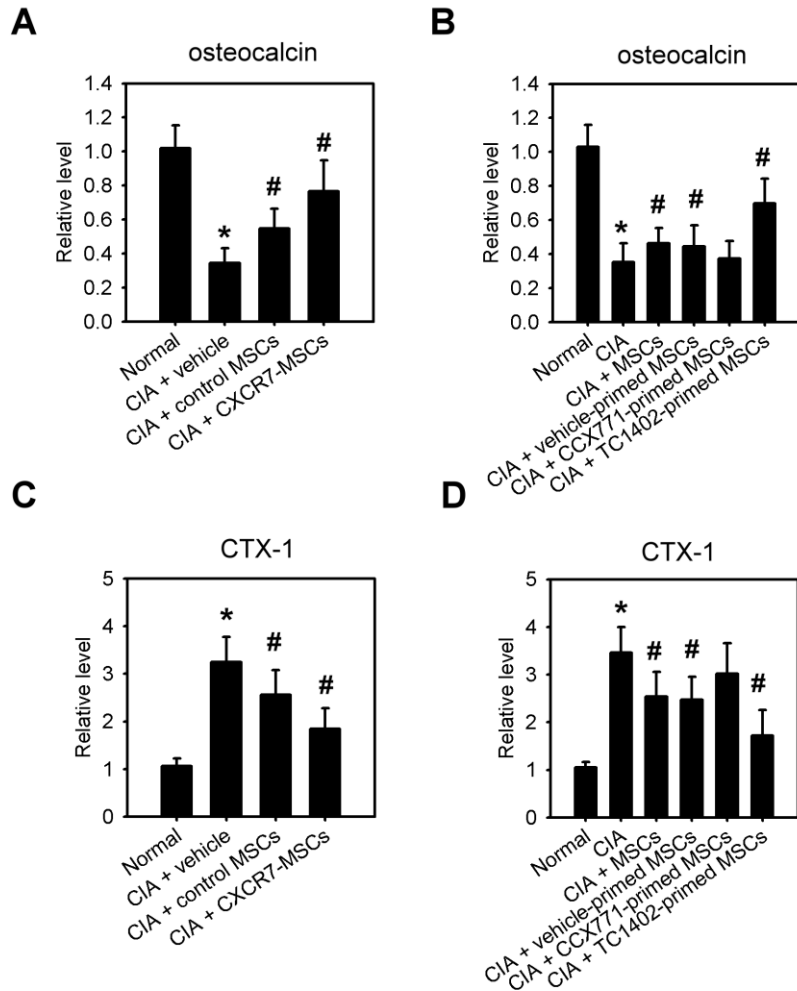 A
osteocalcin
Relative level
1.4
1.2
1.0
0.8
0.6
0.4
0.2
0.0
*
#
#
Normal
CIA + vehicle
CIA + control MSCs
CIA + CXCR7-MSCs
B
osteocalcin
Relative level
1.4
1.2
1.0
0.8
0.6
0.4
0.2
0.0
*
#
#
#
Normal
CIA
CIA + MSCs
CIA + vehicle-primed MSCs
CIA + CCX771-primed MSCs
CIA + TC1402-primed MSCs
C
CTX-1
Relative level
5
4
3
2
1
0
*
#
#
Normal
CIA + vehicle
CIA + control MSCs
CIA + CXCR7-MSCs
D
CTX-1
Relative level
5
4
3
2
1
0
*
#
#
#
Normal
CIA
CIA + MSCs
CIA + vehicle-primed MSCs
CIA + CCX771-primed MSCs
CIA + TC1402-primed MSCs